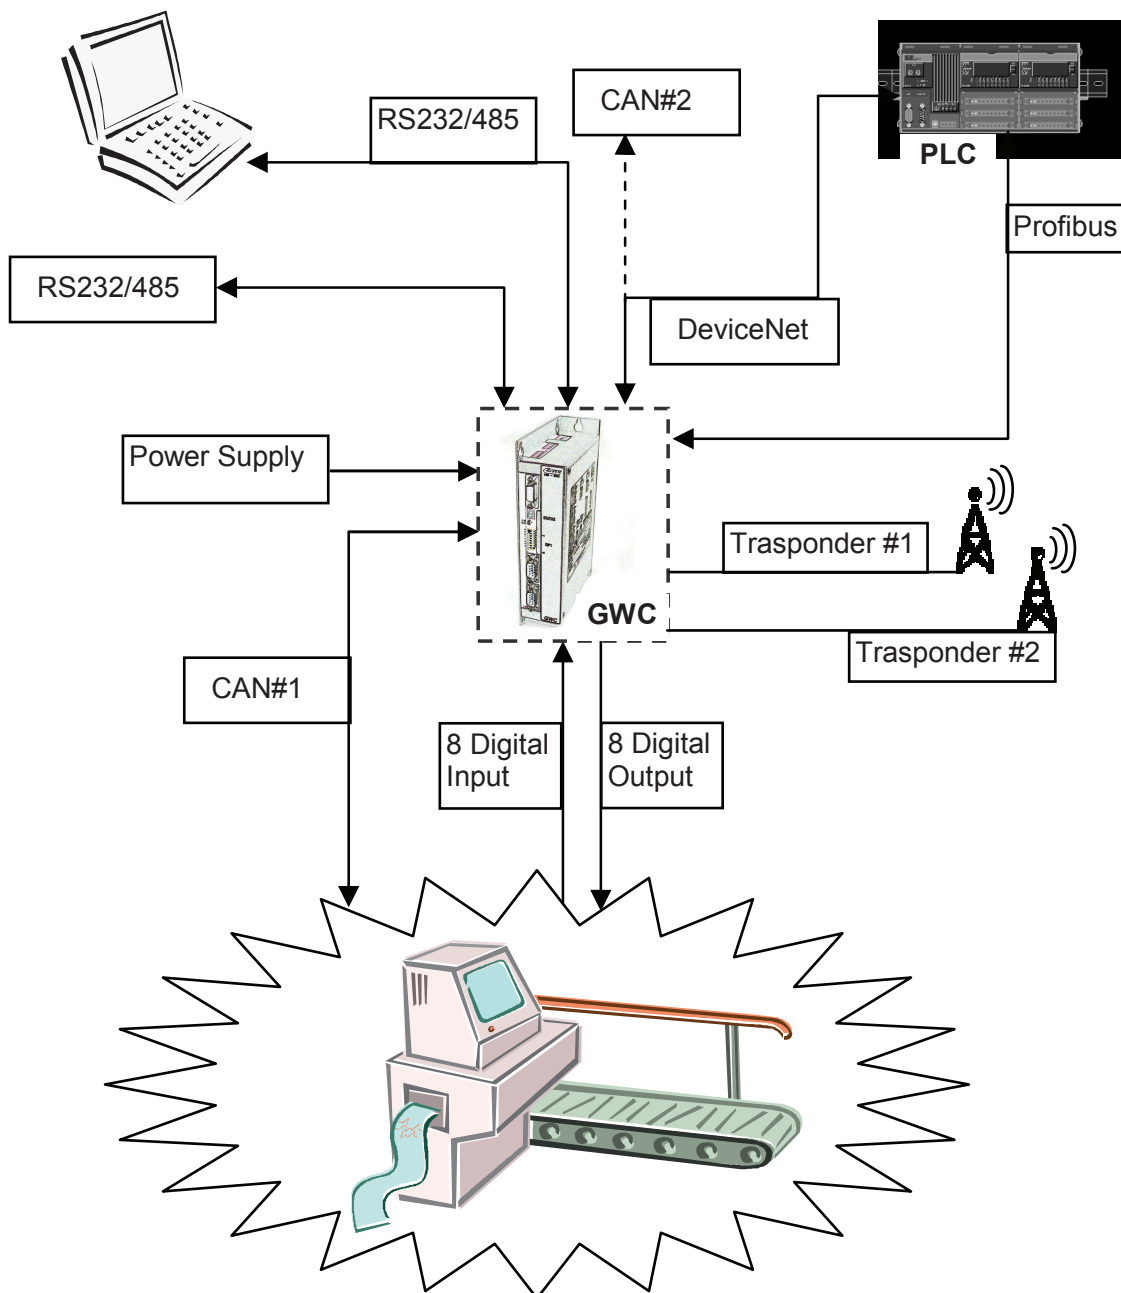 CAN#2
RS232/485
PLC
Profibus
RS232/485
DeviceNet
Power Supply
Trasponder #1
GWC
Trasponder #2
CAN#1
8 Digital
Input
8 Digital
Output